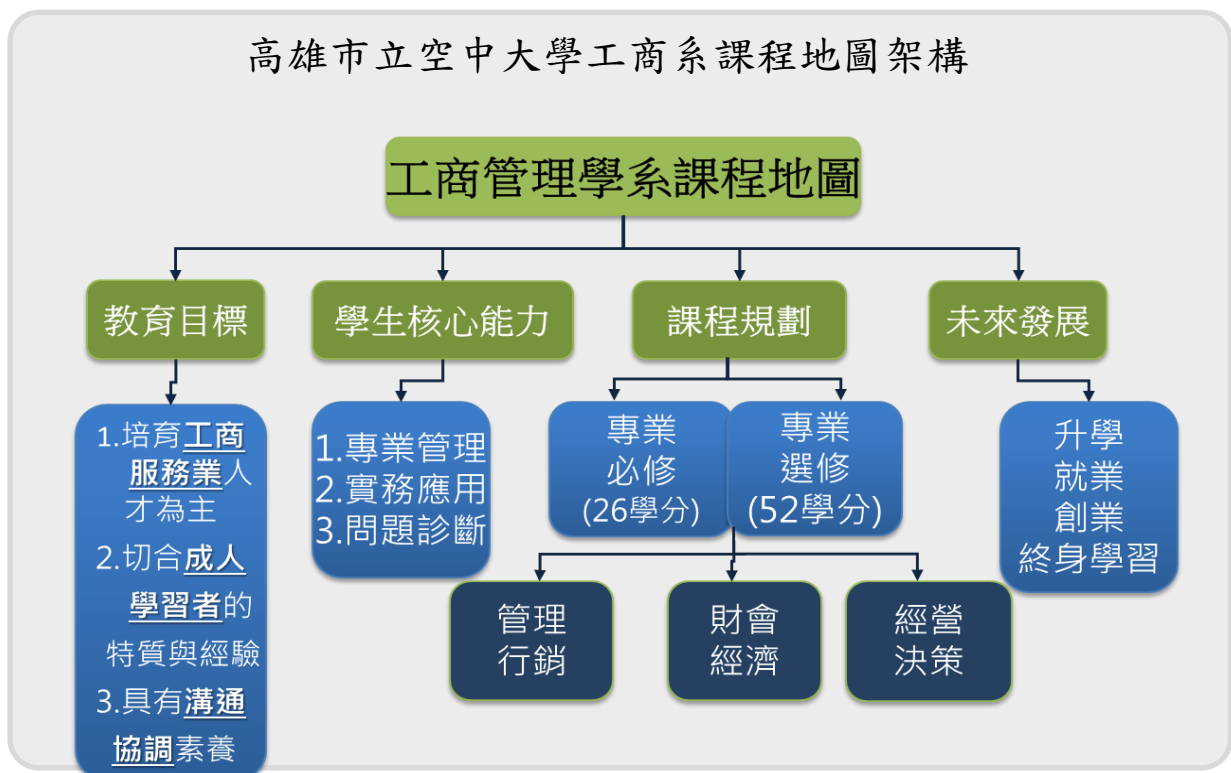 高雄市立空中大學工商系課程地圖架構
工商管理學系課程地圖
教育目標
學生核心能力
課程規劃
未來發展
1.培育工商
服務業人
才為主
2.切合成人
學習者的
特質與經驗
3.具有溝通
協調素養
1.專業管理
2.實務應用
3.問題診斷
專業
必修
(26學分)
專業
選修
(52學分)
管理
行銷
財會
經濟
經營
決策
升學
就業
創業
終身學習